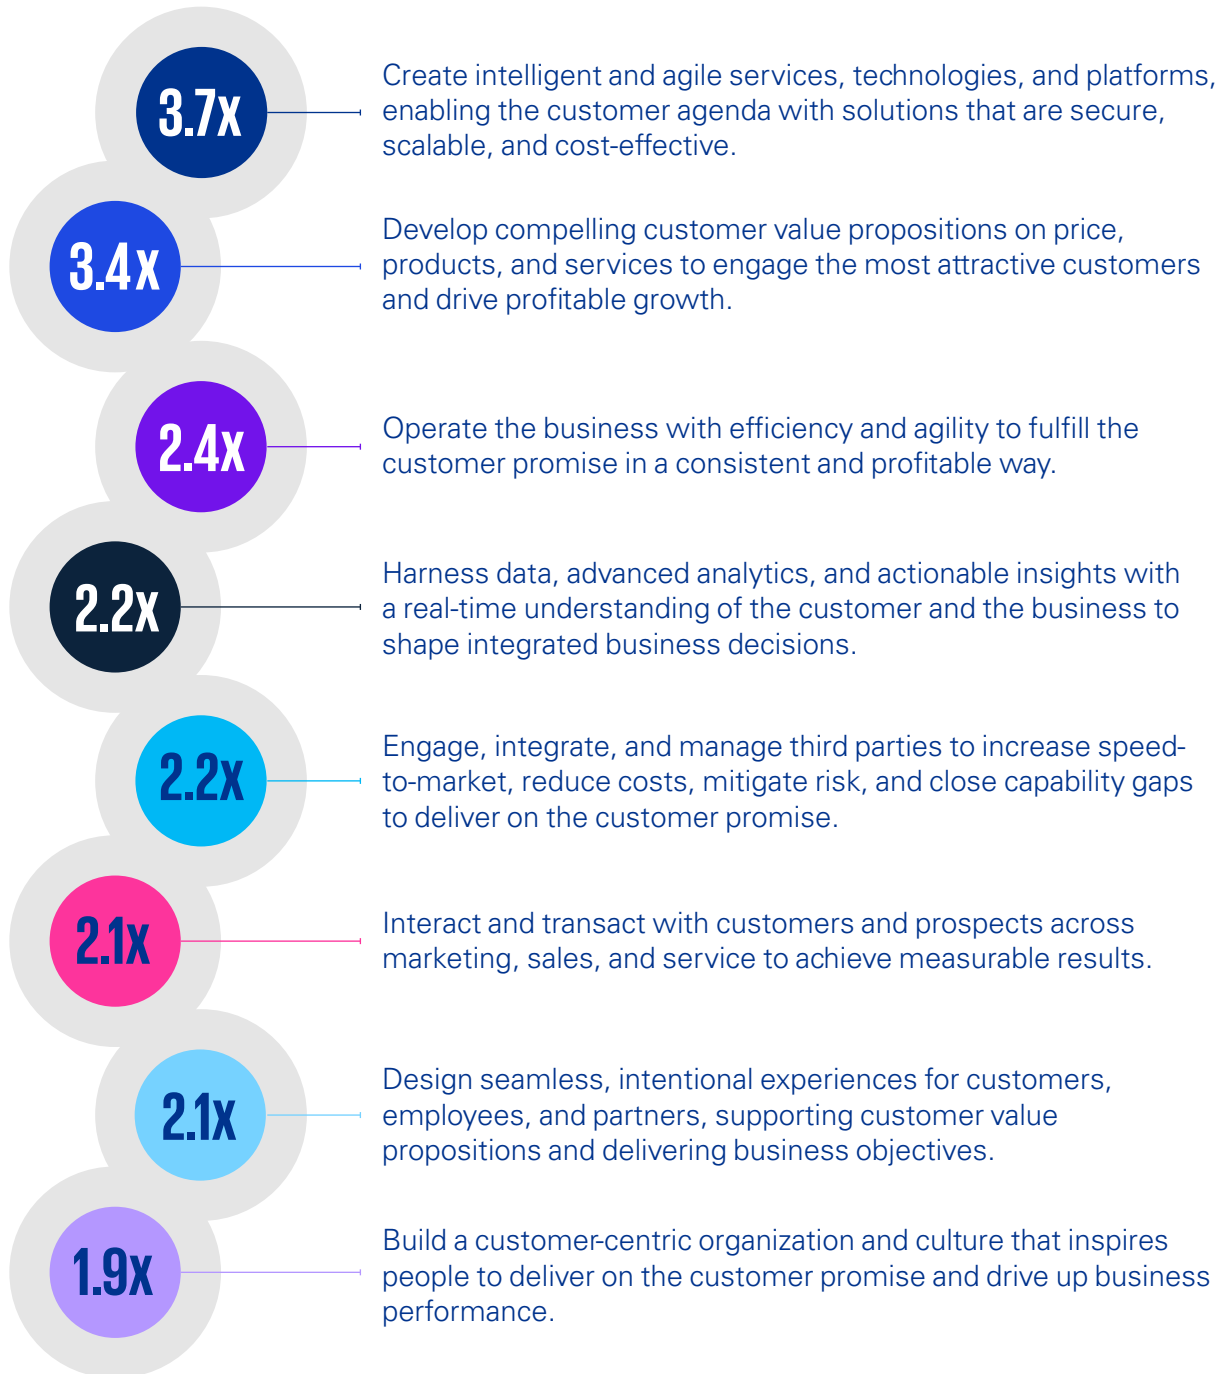 3.7x
Create intelligent and agile services, technologies, and platforms,
enabling the customer agenda with solutions that are secure,
scalable, and cost-effective.
3.4x
Develop compelling customer value propositions on price,
products, and services to engage the most attractive customers
and drive profitable growth.
2.4x
Operate the business with efficiency and agility to fulfill the
customer promise in a consistent and profitable way.
2.2x
Harness data, advanced analytics, and actionable insights with
a real-time understanding of the customer and the business to
shape integrated business decisions.
2.2x
Engage, integrate, and manage third parties to increase speed-
to-market, reduce costs, mitigate risk, and close capability gaps
to deliver on the customer promise.
2.1x
Interact and transact with customers and prospects across
marketing, sales, and service to achieve measurable results.
2.1x
Design seamless, intentional experiences for customers,
employees, and partners, supporting customer value
propositions and delivering business objectives.
1.9x
Build a customer-centric organization and culture that inspires
people to deliver on the customer promise and drive up business
performance.